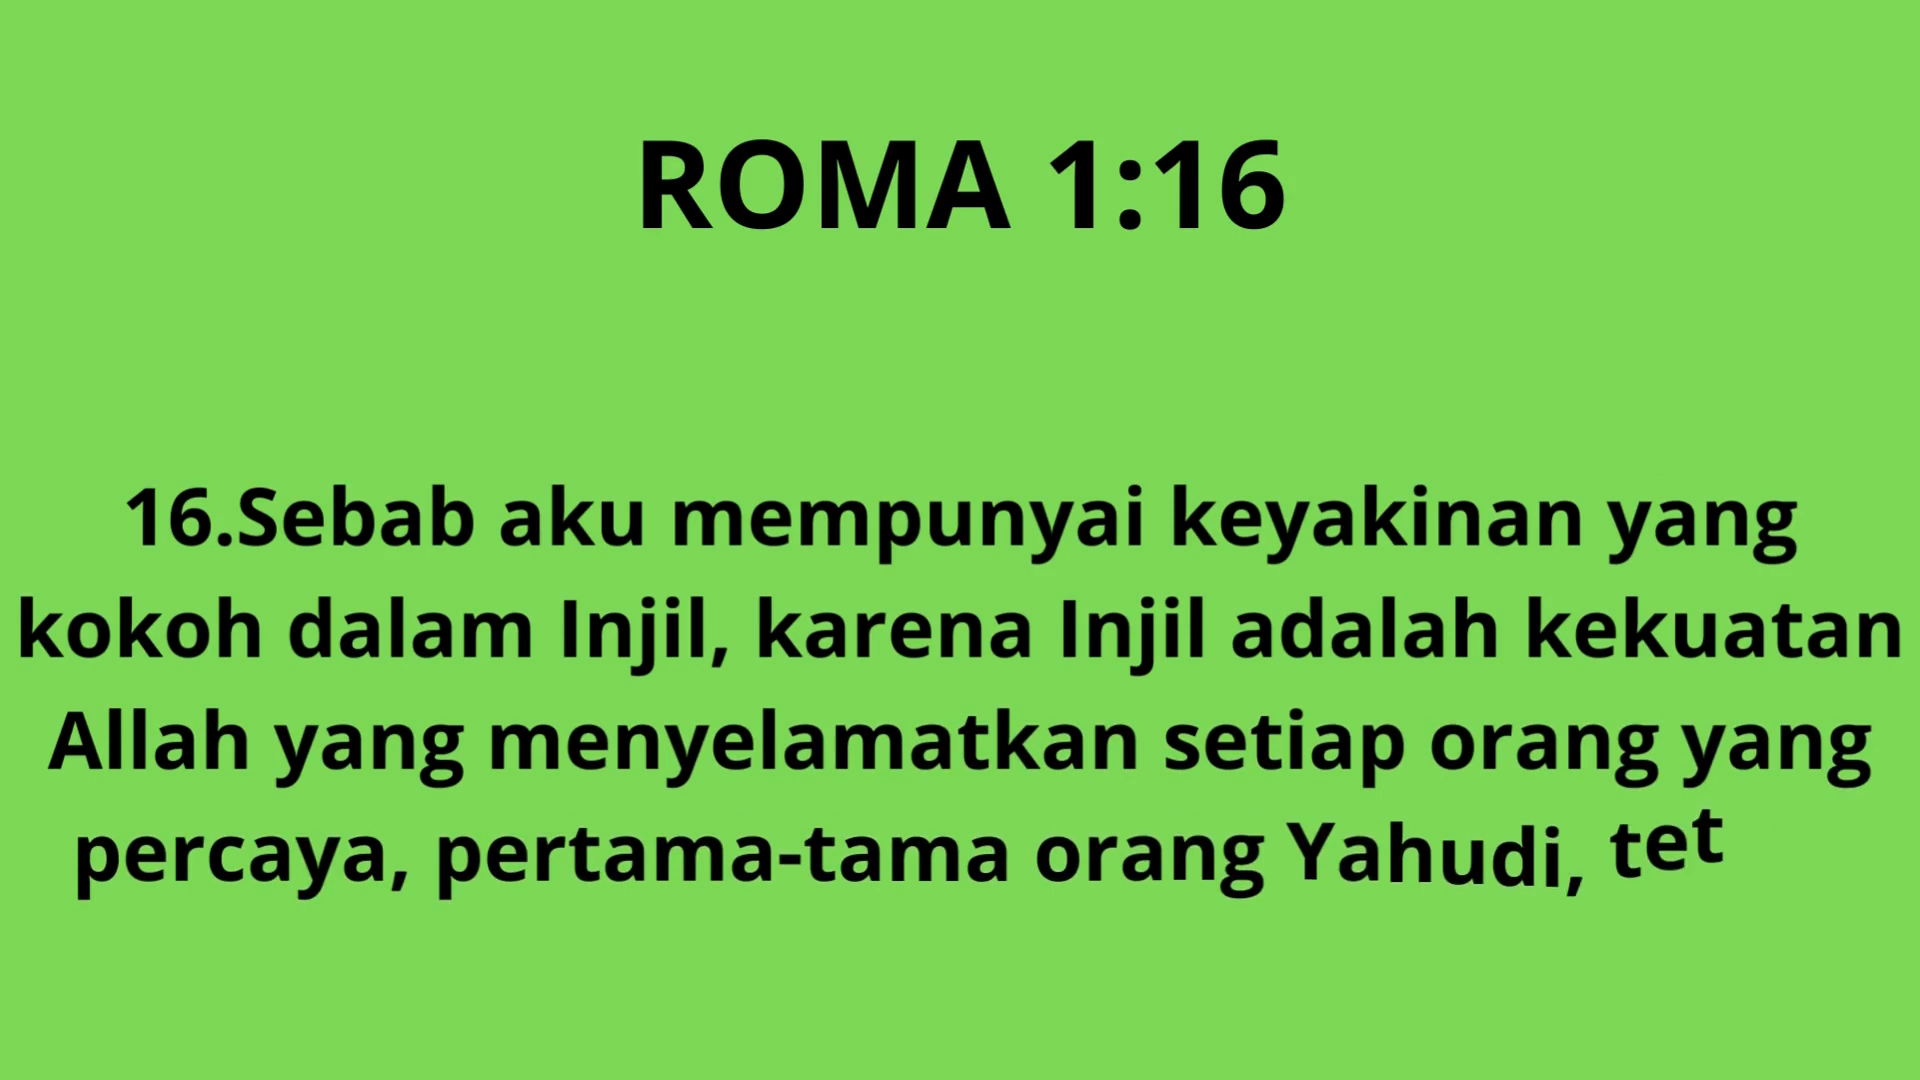 ROMA 1:16
16.Sebab aku mempunyai keyakinan yang
kokoh dalam Injil, karena Injil adalah kekuatan
Allah yang menyelamatkan setiap orang yang
percaya, pertama-tama orang Yahudi, tet